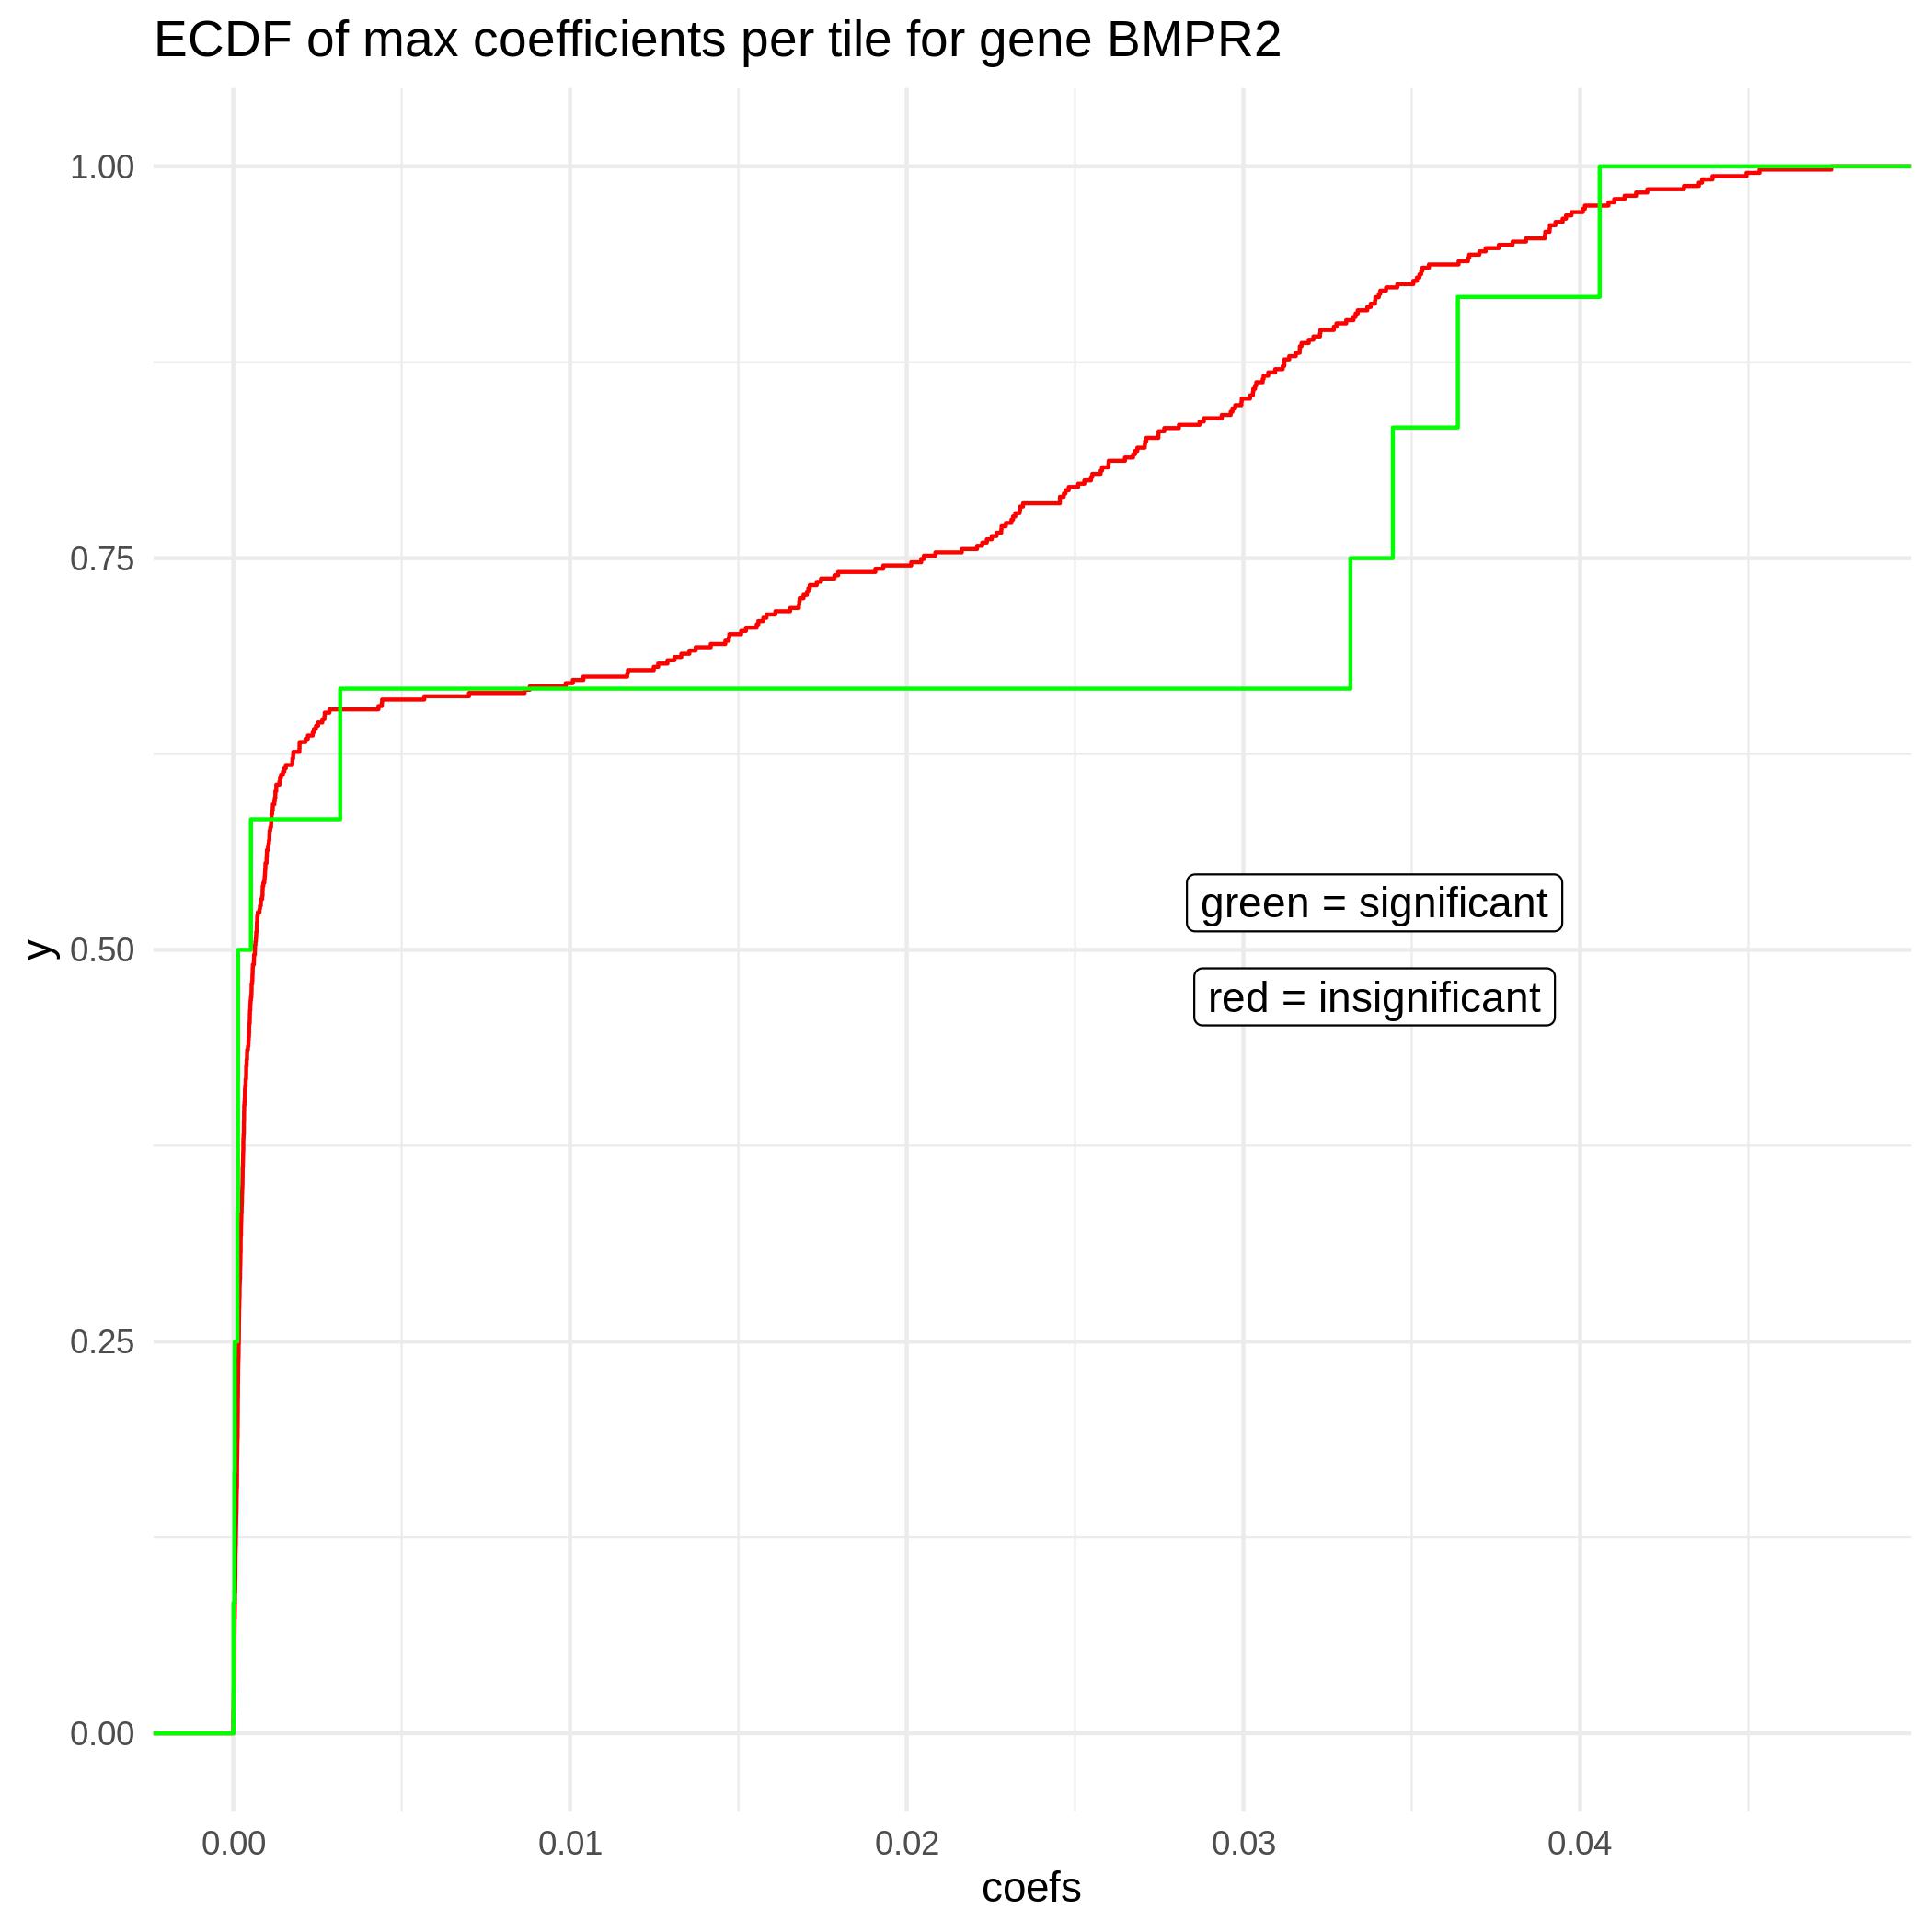 ECDF of max coefficients per tile for gene BMPR2
1.00
0.75
0.50
0.25
0.00
y
green = significant
red = insignificant
0.00 0.01 0.02 0.03 0.04
coefs